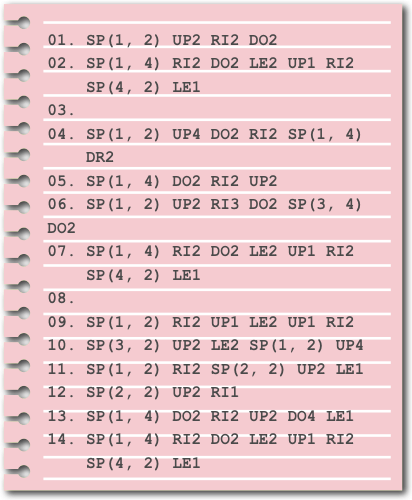 01. SP(1, 2) UP2 RI2 DO2
02. SP(1, 4) RI2 DO2 LE2 UP1 RI2
SP(4, 2) LE1
03.
04. SP(1, 2) UP4 DO2 RI2 SP(1, 4)
DR2
05. SP(1, 4) DO2 RI2 UP2
06. SP(1, 2) UP2 RI3 DO2 SP(3, 4)
DO2
07. SP(1, 4) RI2 DO2 LE2 UP1 RI2
SP(4, 2) LE1
08.
09. SP(1, 2) RI2 UP1 LE2 UP1 RI2
10. SP(3, 2) UP2 LE2 SP(1, 2) UP4
11. SP(1, 2) RI2 SP(2, 2) UP2 LE1
12. SP(2, 2) UP2 RI1
13. SP(1, 4) DO2 RI2 UP2 DO4 LE1
14. SP(1, 4) RI2 DO2 LE2 UP1 RI2
SP(4, 2) LE1